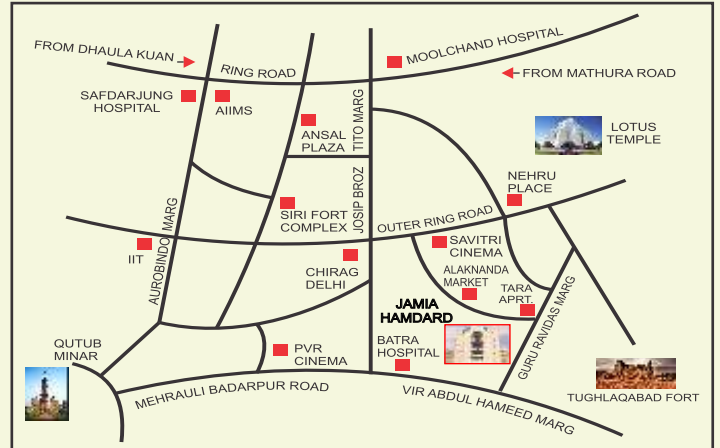 FROM DHAULA KUAN
RING ROAD
MOOLCHAND HOSPITAL
FROM MATHURA ROAD
SAFDARJUNG
HOSPITAL
AIIMS
ANSAL
PLAZA
JOSIP BROZ TITO MARG
LOTUS
TEMPLE
NEHRU
PLACE
AUROBINDO MARG
SIRI FORT
COMPLEX
OUTER RING ROAD
IIT
CHIRAG
DELHI
SAVITRI
CINEMA
ALAKNANDA
MARKET
TARA
APRT.
GURU RAVIDAS MARG
JAMIA
HAMDARD
QUTUB
MINAR
PVR
CINEMA
BATRA
HOSPITAL
MEHRAULI BADARPUR ROAD
VIR ABDUL HAMEED MARG
TUGHLAQABAD FORT